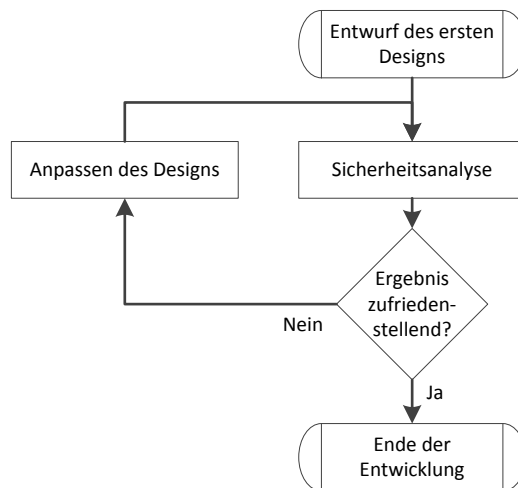 Entwurf des ersten
Designs
Anpassen des Designs
Sicherheitsanalyse
Ergebnis
zufrieden-
stellend?
Nein
Ja
Ende der
Entwicklung